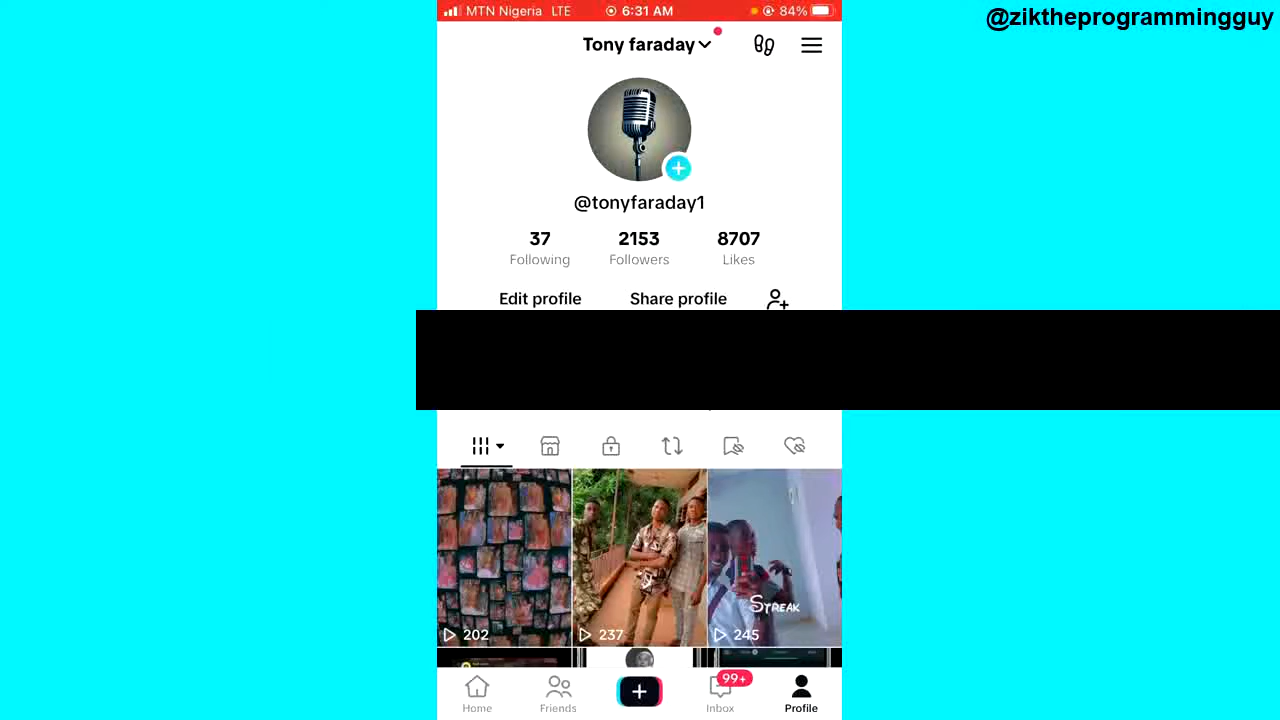 MTN Nigeria LTE 6:31 AM 84%
@ziktheprogrammingguy
Tony faraday
@tonyfaraday1
37 2153 8707
Following Followers Likes
Edit profile Share profile
STREAK
202 237 245
99+
Home Friends Inbox Profile